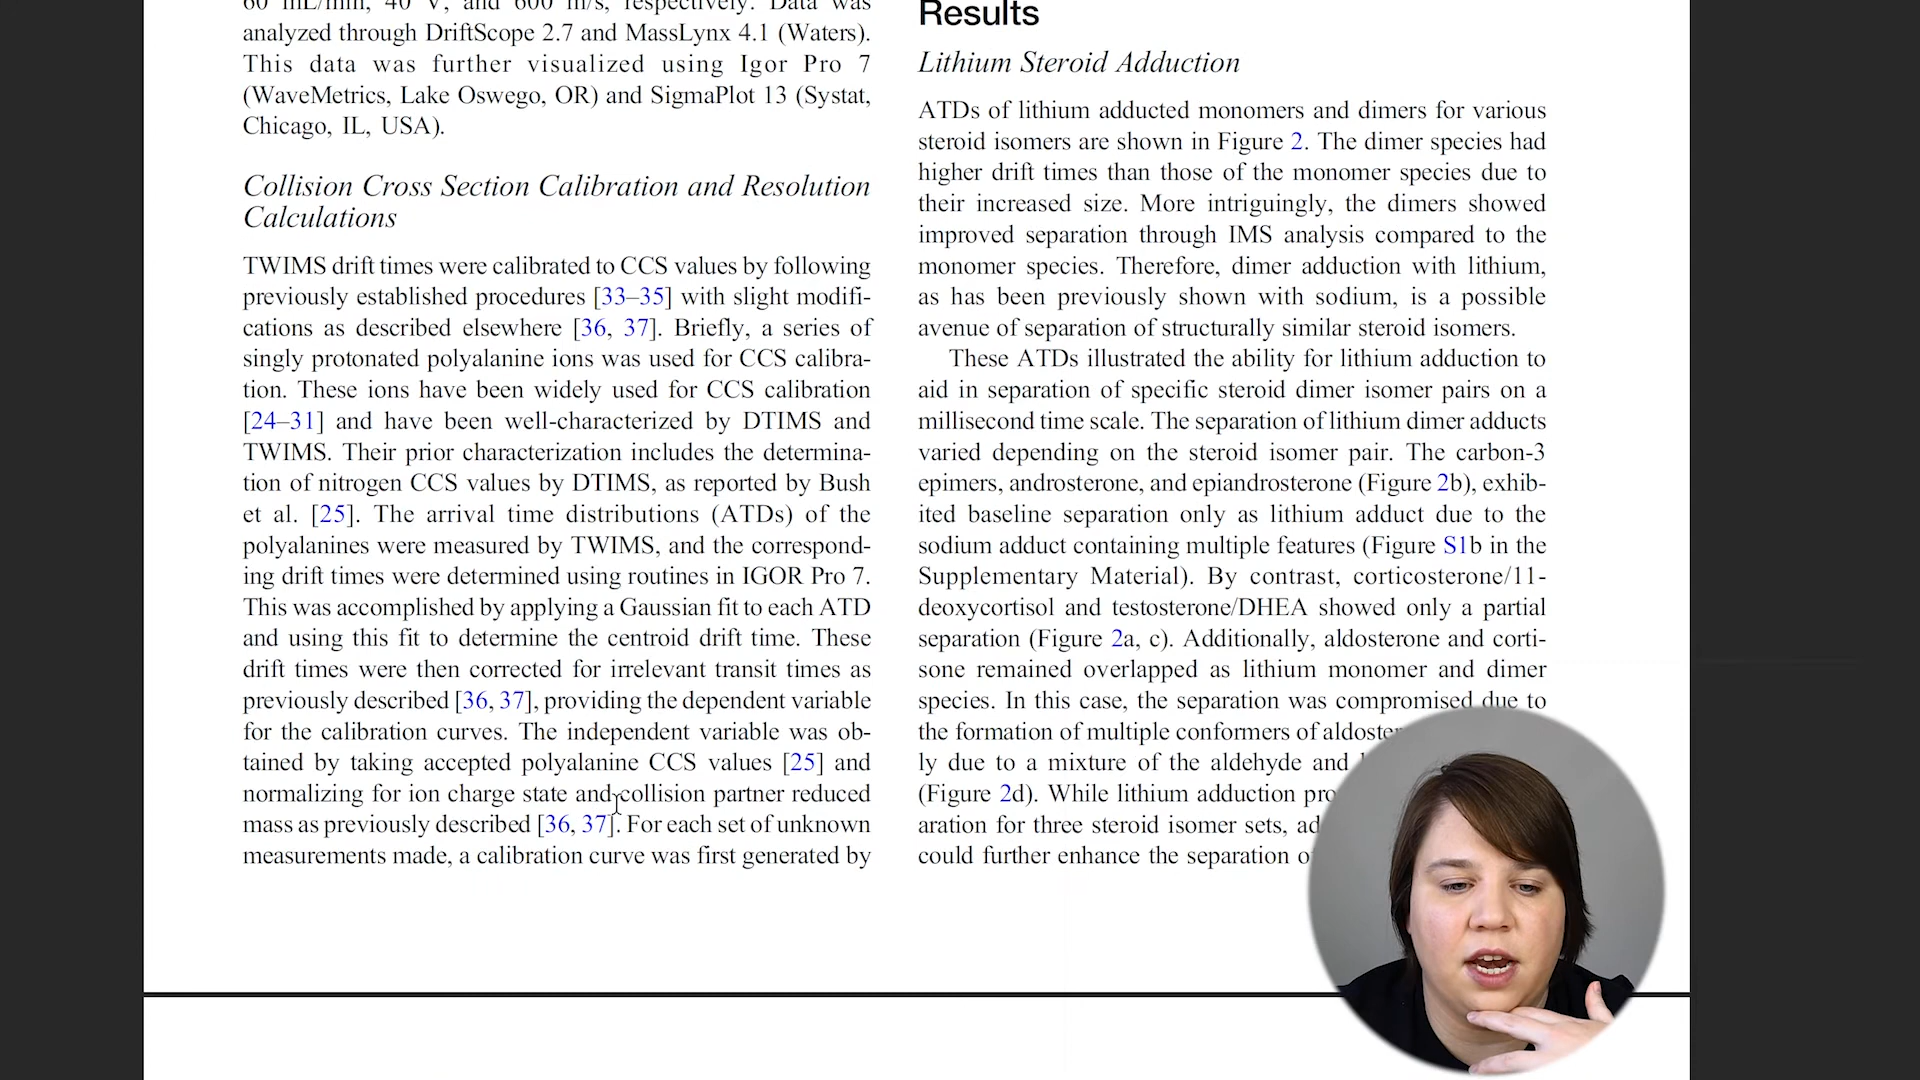 60 mL/min, 40 V, and 600 m/s, respectively. Data was
analyzed through DriftScope 2.7 and MassLynx 4.1 (Waters).
This data was further visualized using Igor Pro 7
(WaveMetrics, Lake Oswego, OR) and SigmaPlot 13 (Systat,
Chicago, IL, USA).
Collision Cross Section Calibration and Resolution
Calculations
TWIMS drift times were calibrated to CCS values by following
previously established procedures [33–35] with slight modifi-
cations as described elsewhere [36, 37]. Briefly, a series of
singly protonated polyalanine ions was used for CCS calibra-
tion. These ions have been widely used for CCS calibration
[24–31] and have been well-characterized by DTIMS and
TWIMS. Their prior characterization includes the determina-
tion of nitrogen CCS values by DTIMS, as reported by Bush
et al. [25]. The arrival time distributions (ATDs) of the
polyalanines were measured by TWIMS, and the correspond-
ing drift times were determined using routines in IGOR Pro 7.
This was accomplished by applying a Gaussian fit to each ATD
and using this fit to determine the centroid drift time. These
drift times were then corrected for irrelevant transit times as
previously described [36, 37], providing the dependent variable
for the calibration curves. The independent variable was ob-
tained by taking accepted polyalanine CCS values [25] and
normalizing for ion charge state and collision partner reduced
mass as previously described [36, 37]. For each set of unknown
measurements made, a calibration curve was first generated by
Results
Lithium Steroid Adduction
ATDs of lithium adducted monomers and dimers for various
steroid isomers are shown in Figure 2. The dimer species had
higher drift times than those of the monomer species due to
their increased size. More intriguingly, the dimers showed
improved separation through IMS analysis compared to the
monomer species. Therefore, dimer adduction with lithium,
as has been previously shown with sodium, is a possible
avenue of separation of structurally similar steroid isomers.
These ATDs illustrated the ability for lithium adduction to
aid in separation of specific steroid dimer isomer pairs on a
millisecond time scale. The separation of lithium dimer adducts
varied depending on the steroid isomer pair. The carbon-3
epimers, androsterone, and epiandrosterone (Figure 2b), exhib-
ited baseline separation only as lithium adduct due to the
sodium adduct containing multiple features (Figure S1b in the
Supplementary Material). By contrast, corticosterone/11-
deoxycortisol and testosterone/DHEA showed only a partial
separation (Figure 2a, c). Additionally, aldosterone and corti-
sone remained overlapped as lithium monomer and dimer
species. In this case, the separation was compromised due to
the formation of multiple conformers of
ly due to a mixture of the aldehyde and
(Figure 2d). While lithium adduction
aration for three steroid isomer sets,
could further enhance the separation